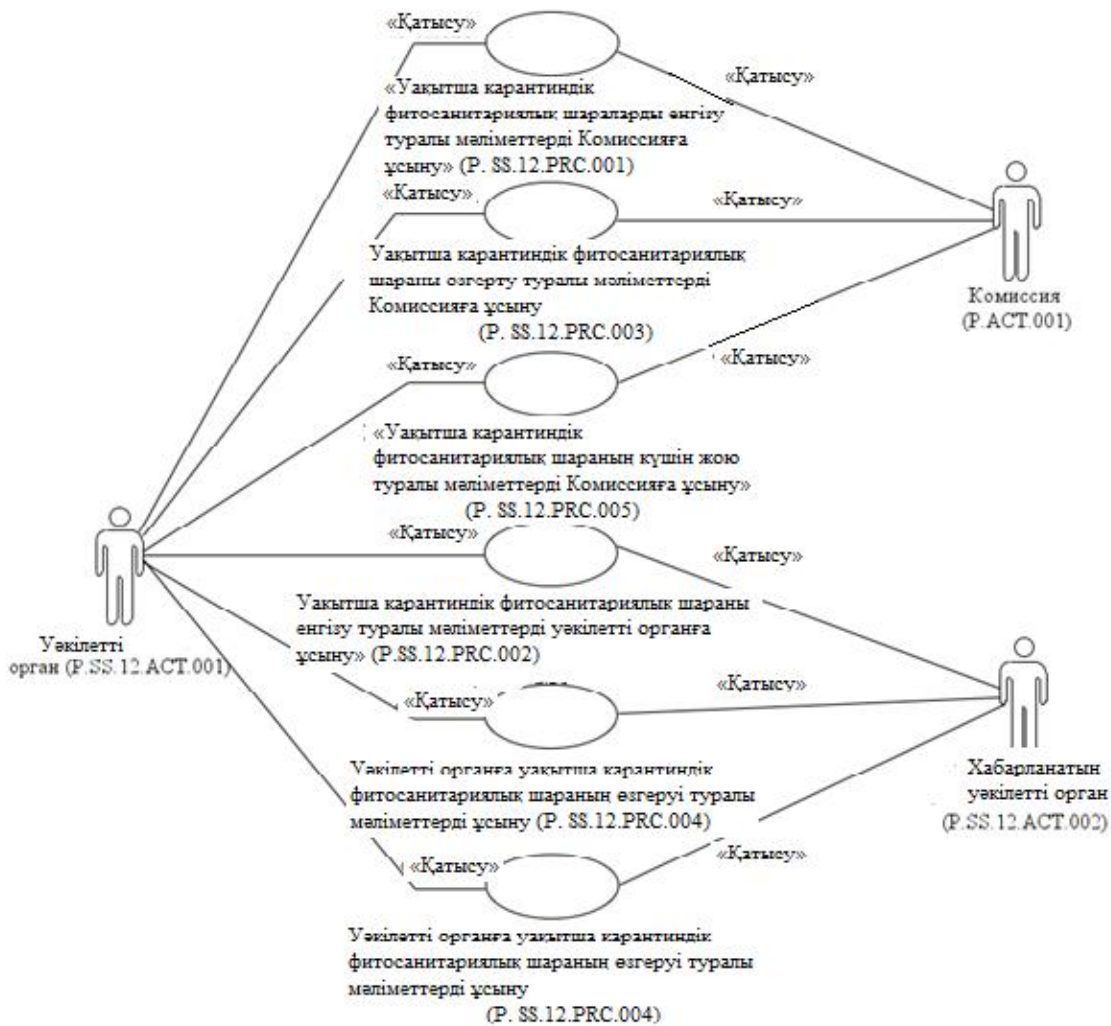 «Қатысу»
«Қатысу»
«Уақытша карантиндік
фитосанитариялық шараларды енгізу
туралы мәліметтерді Комиссияға
ұсыну» (P. SS.12.PRC.001)
«Қатысу»
«Қатысу»
Уақытша карантиндік фитосанитариялық
шараны өзгерту туралы мәліметтерді
Комиссияға ұсыну
(P. SS.12.PRC.003)
Комиссия
(P.ACT.001)
«Қатысу»
«Қатысу»
«Уақытша карантиндік
фитосанитариялық шараның күшін жою
туралы мәліметтерді Комиссияға ұсыну»
(P. SS.12.PRC.005)
«Қатысу»
«Қатысу»
Уакытша карантиндік фитосанитариялык шараны
енгізу туралы мәліметтерді уәкілетті органға
ұсыну» (P.SS.12.PRC.002)
Уәкілетті
орган (P.SS.12.ACT.001)
«Қатысу»
«Қатысу»
Уәкілетті органға уақытша карантиндік
фитосанитариялық шараның өзгеруі туралы
мәліметтерді ұсыну (P. SS.12.PRC.004)
Хабарланатын
уәкілетті орган
(P.SS.12.ACT.002)
«Қатысу»
«Қатысу»
Уәкілетті органға уақытша карантиндік
фитосанитариялық шараның өзгеруі туралы
мәліметтерді ұсыну
(P. SS.12.PRC.004)